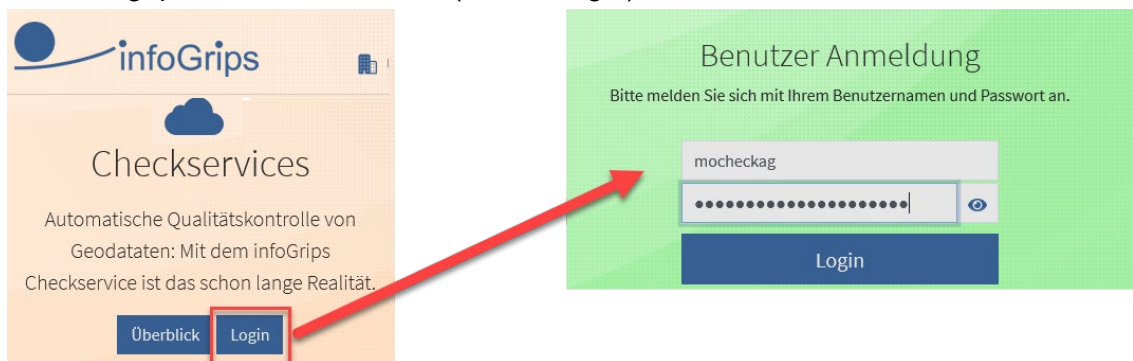 infoGrips
Checkservices
Automatische Qualitätskontrolle von
Geodataten: Mit dem infoGrips
Checkservice ist das schon lange Realität.
Überblick
Login
Benutzer Anmeldung
Bitte melden Sie sich mit Ihrem Benutzernamen und Passwort an.
mocheckag
Login